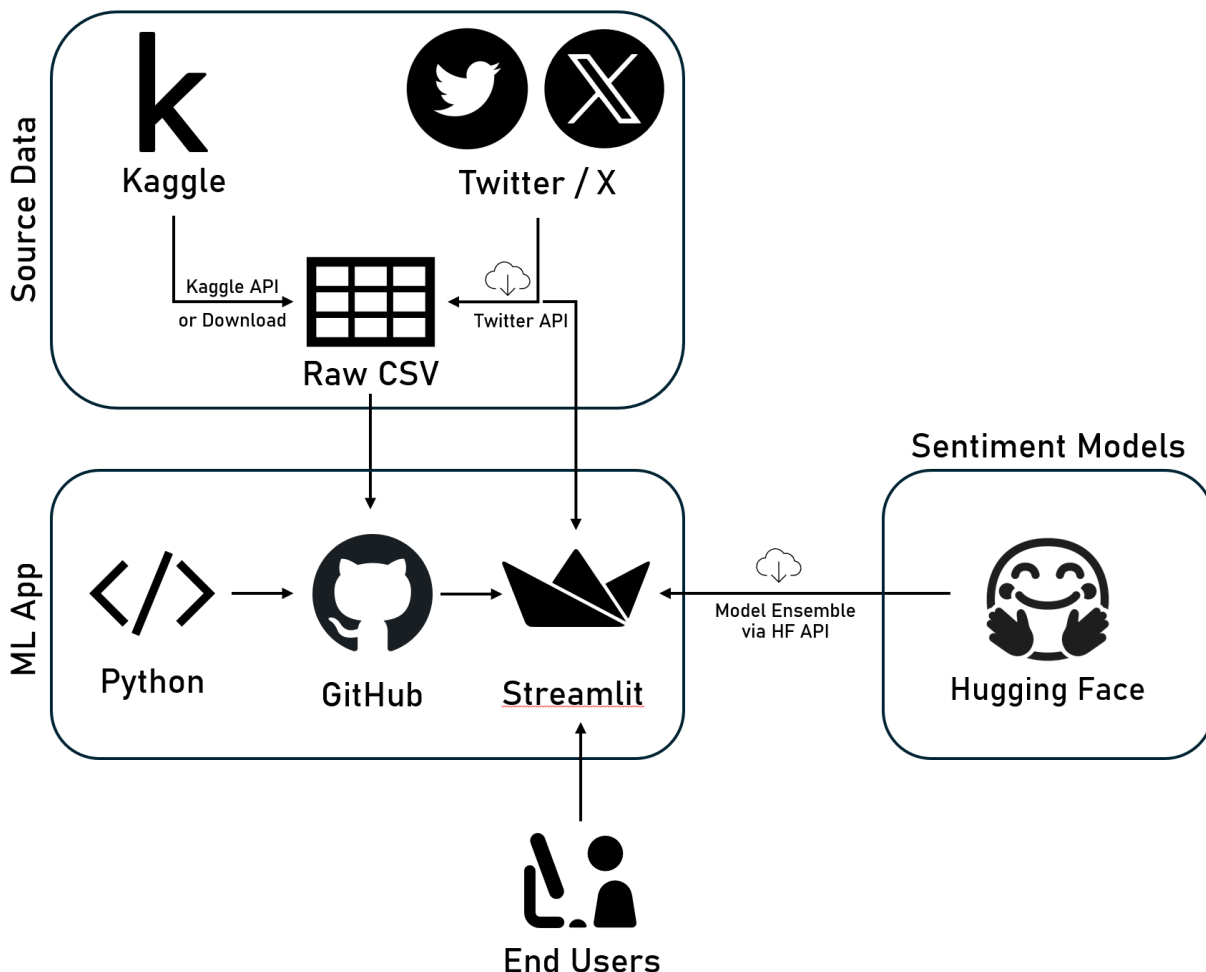 Source Data
Kaggle
Twitter / X
Kaggle API
or Download
Twitter API
Raw CSV
Sentiment Models
ML App
Python
GitHub
Streamlit
Model Ensemble
via HF API
Hugging Face
End Users